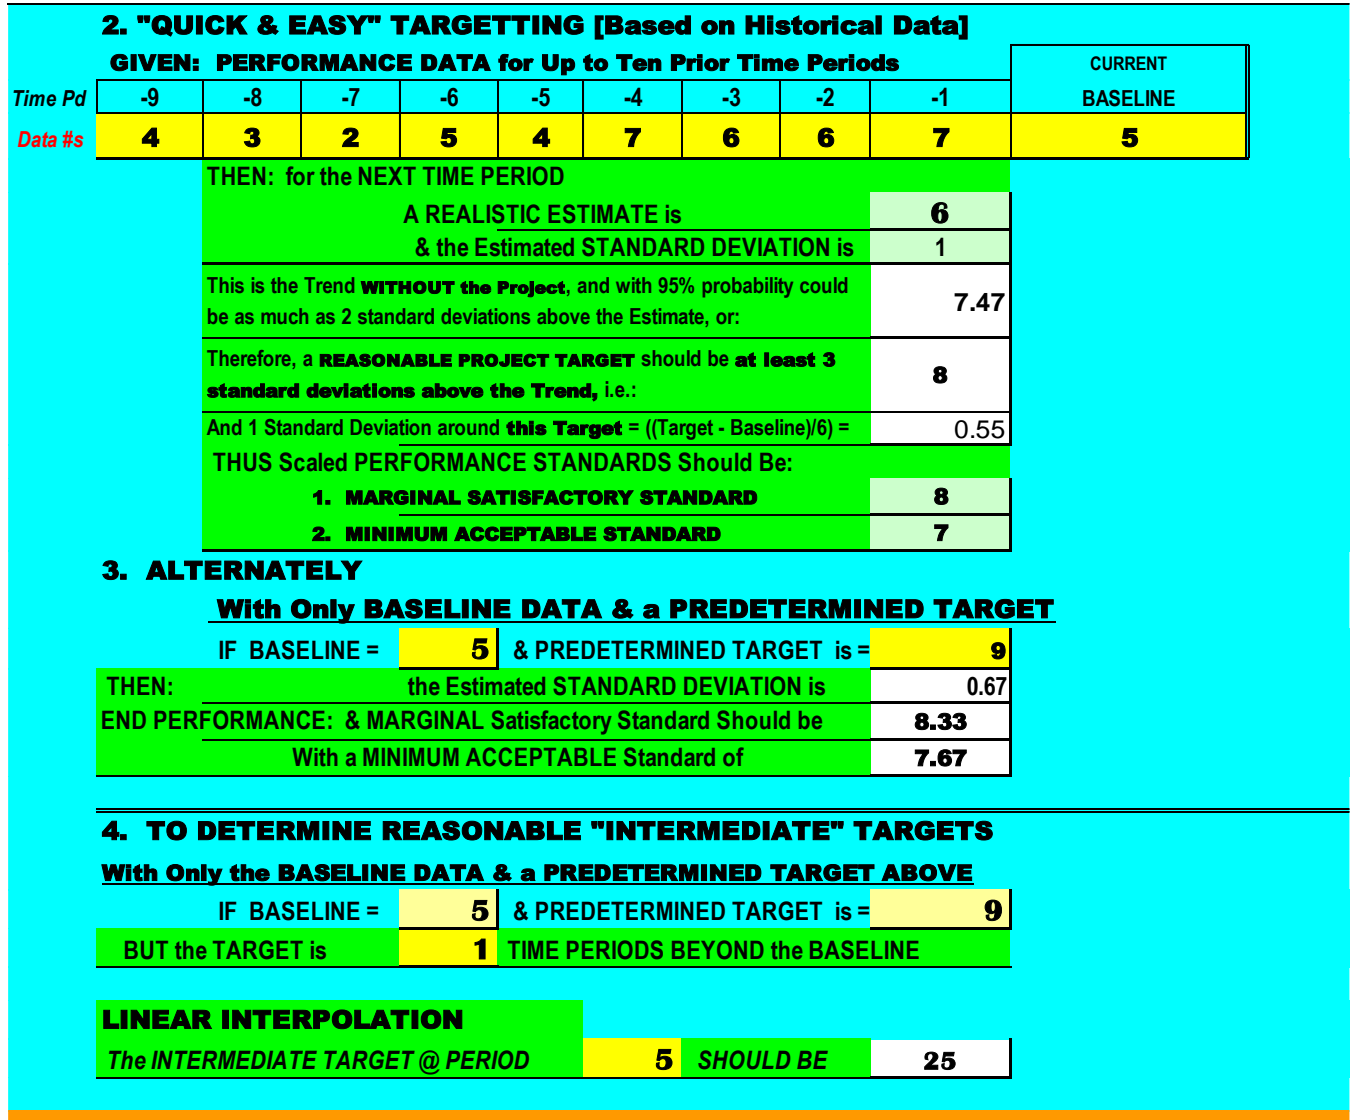 2. "QUICK & EASY" TARGETTING [Based on Historical Data]
GIVEN: PERFORMANCE DATA for Up to Ten Prior Time Periods CURRENT
Time Pd -9 -8 -7 -6 -5 -4 -3 -2 -1 BASELINE
Data #s 4 3 2 5 4 7 6 6 7 5
THEN: for the NEXT TIME PERIOD
A REALISTIC ESTIMATE is 6
& the Estimated STANDARD DEVIATION is 1
This is the Trend WITHOUT the Project, and with 95% probability could
be as much as 2 standard deviations above the Estimate, or: 7.47
Therefore, a REASONABLE PROJECT TARGET should be at least 3
standard deviations above the Trend, i.e.: 8
And 1 Standard Deviation around this Target = ((Target - Baseline)/6) = 0.55
THUS Scaled PERFORMANCE STANDARDS Should Be:
1. MARGINAL SATISFACTORY STANDARD 8
2. MINIMUM ACCEPTABLE STANDARD 7
3. ALTERNATELY
With Only BASELINE DATA & a PREDETERMINED TARGET
IF BASELINE = 5 & PREDETERMINED TARGET is = 9
THEN: the Estimated STANDARD DEVIATION is 0.67
END PERFORMANCE: & MARGINAL Satisfactory Standard Should be 8.33
With a MINIMUM ACCEPTABLE Standard of 7.67
4. TO DETERMINE REASONABLE "INTERMEDIATE" TARGETS
With Only the BASELINE DATA & a PREDETERMINED TARGET ABOVE
IF BASELINE = 5 & PREDETERMINED TARGET is = 9
BUT the TARGET is 1 TIME PERIODS BEYOND the BASELINE
LINEAR INTERPOLATION
The INTERMEDIATE TARGET @ PERIOD 5 SHOULD BE 25